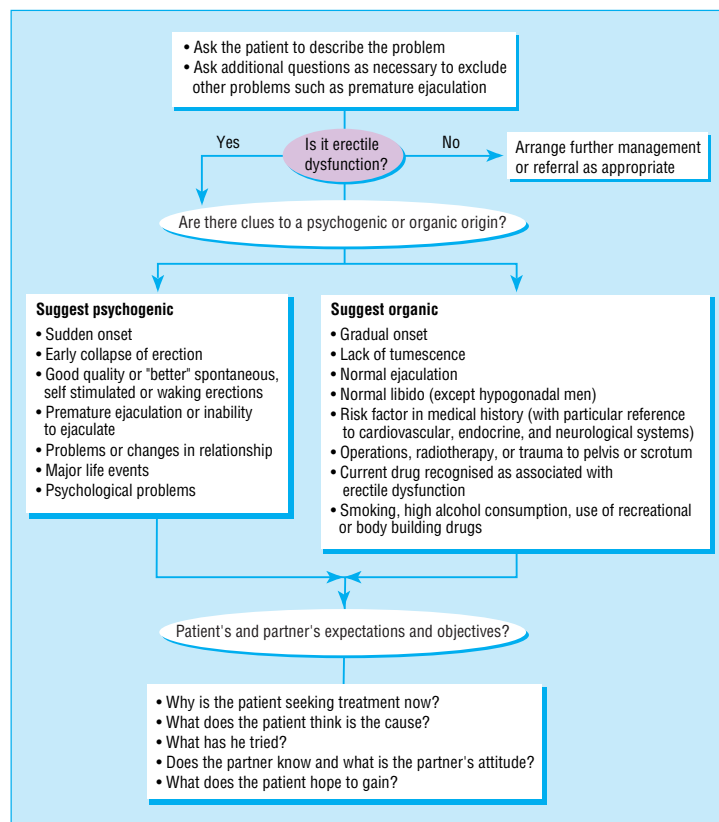 • Ask the patient to describe the problem
• Ask additional questions as necessary to exclude
other problems such as premature ejaculation
Yes
Is it erectile
dysfunction?
No
Arrange further management
or referral as appropriate
Are there clues to a psychogenic or organic origin?
Suggest psychogenic
• Sudden onset
• Early collapse of erection
• Good quality or "better" spontaneous,
self stimulated or waking erections
• Premature ejaculation or inability
to ejaculate
• Problems or changes in relationship
• Major life events
• Psychological problems
Suggest organic
• Gradual onset
• Lack of tumescence
• Normal ejaculation
• Normal libido (except hypogonadal men)
• Risk factor in medical history (with particular reference
to cardiovascular, endocrine, and neurological systems)
• Operations, radiotherapy, or trauma to pelvis or scrotum
• Current drug recognised as associated with
erectile dysfunction
• Smoking, high alcohol consumption, use of recreational
or body building drugs
Patient's and partner's expectations and objectives?
• Why is the patient seeking treatment now?
• What does the patient think is the cause?
• What has he tried?
• Does the partner know and what is the partner's attitude?
• What does the patient hope to gain?